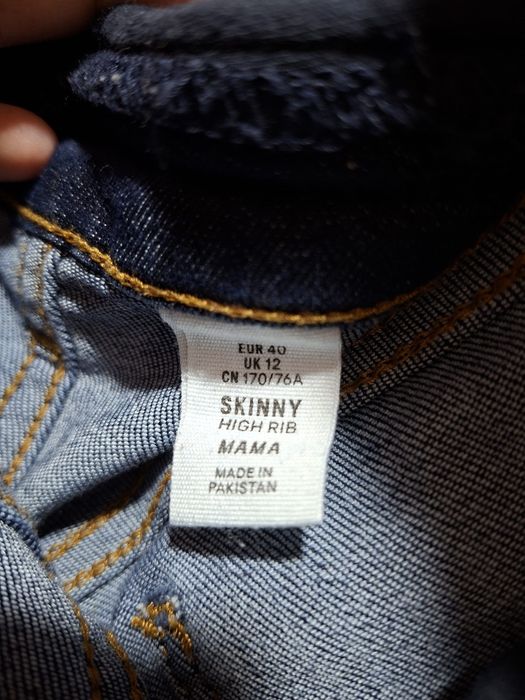 EUR 40
UK 12
CN 170/76A
SKINNY
HIGH RIB
MAMA
MADE IN
PAKISTAN